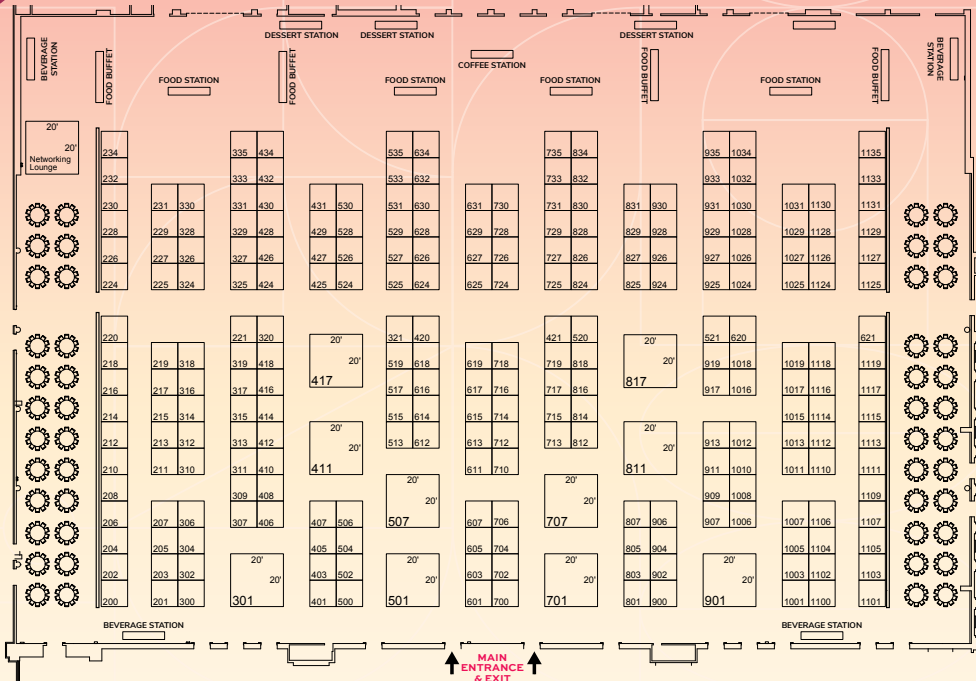 DESSERT STATION DESSERT STATION DESSERT STATION
BEVERAGE
STATION
FOOD BUFFET
FOOD BUFFET
COFFEE STATION
FOOD BUFFET
FOOD BUFFET
BEVERAGE
STATION
FOOD STATION FOOD STATION FOOD STATION FOOD STATION
20'
20'
Networking
Lounge
234 335 434 535 634 735 834 935 1034 1135
232 333 432 533 632 733 832 933 1032 1133
230 231 330 331 430 431 530 531 630 631 730 731 830 831 930 931 1030 1031 1130 1131
228 229 328 329 428 429 528 529 628 629 728 729 828 829 928 929 1028 1029 1128 1129
226 227 326 327 426 427 526 527 626 627 726 727 826 827 926 927 1026 1027 1126 1127
224 225 324 325 424 425 524 525 624 625 724 725 824 825 924 925 1024 1025 1124 1125
220 221 320 20' 321 420 421 520 20' 521 620 621
218 219 318 319 418 20' 519 618 619 718 719 818 20' 919 1018 1019 1118 1119
417 817
216 217 316 317 416 517 616 617 716 717 816 917 1016 1017 1116 1117
214 215 314 315 414 515 614 615 714 715 814 1015 1114 1115
20' 20'
212 213 312 313 412 20' 513 612 613 712 713 812 20' 913 1012 1013 1112 1113
210 211 310 311 410 411 611 710 811 911 1010 1011 1110 1111
20' 20'
208 309 408 20' 20' 909 1008 1109
206 207 306 307 406 407 506 507 607 706 707 807 906 907 1006 1007 1106 1107
204 205 304 405 504 605 704 805 904 1005 1104 1105
20' 20' 20' 20'
202 203 302 20' 403 502 20' 603 702 20' 803 902 20' 1003 1102 1103
200 201 300 301 401 500 501 601 700 701 801 900 901 1001 1100 1101
BEVERAGE STATION BEVERAGE STATION
MAIN
ENTRANCE
& EXIT